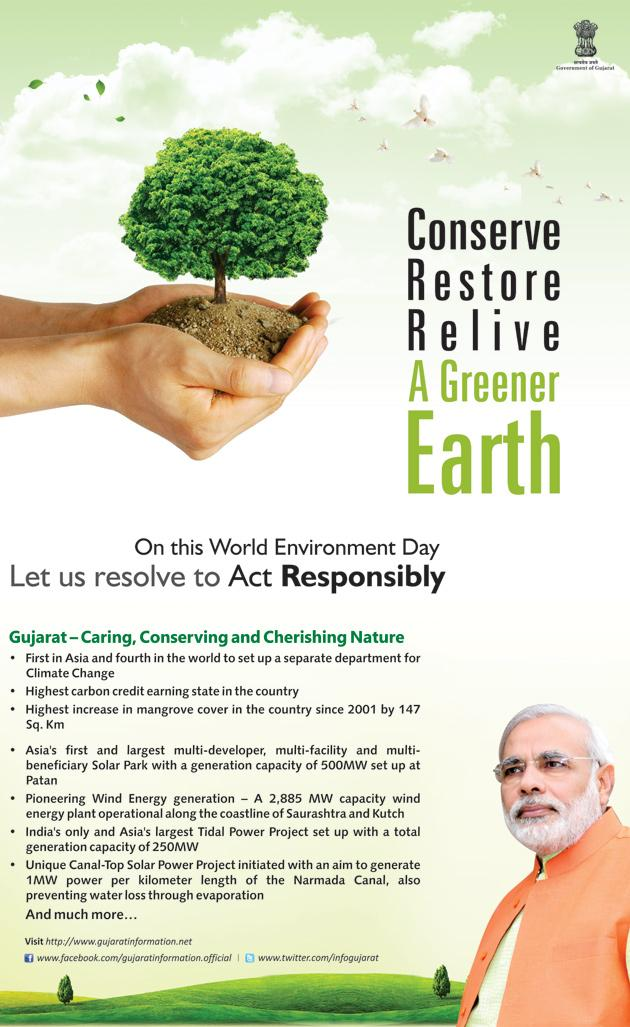 सत्यमेव जयते
Government of Gujarat
Conserve
Restore
Relive
A Greener
Earth
On this World Environment Day
Let us resolve to Act Responsibly
Gujarat – Caring, Conserving and Cherishing Nature
• First in Asia and fourth in the world to set up a separate department for
Climate Change
• Highest carbon credit earning state in the country
• Highest increase in mangrove cover in the country since 2001 by 147
Sq. Km
• Asia's first and largest multi-developer, multi-facility and multi-
beneficiary Solar Park with a generation capacity of 500MW set up at
Patan
• Pioneering Wind Energy generation – A 2,885 MW capacity wind
energy plant operational along the coastline of Saurashtra and Kutch
• India's only and Asia's largest Tidal Power Project set up with a total
generation capacity of 250MW
• Unique Canal-Top Solar Power Project initiated with an aim to generate
1MW power per kilometer length of the Narmada Canal, also
preventing water loss through evaporation
And much more...
Visit http://www.gujaratinformation.net
www.facebook.com/gujaratinformation.official | www.twitter.com/infogujarat